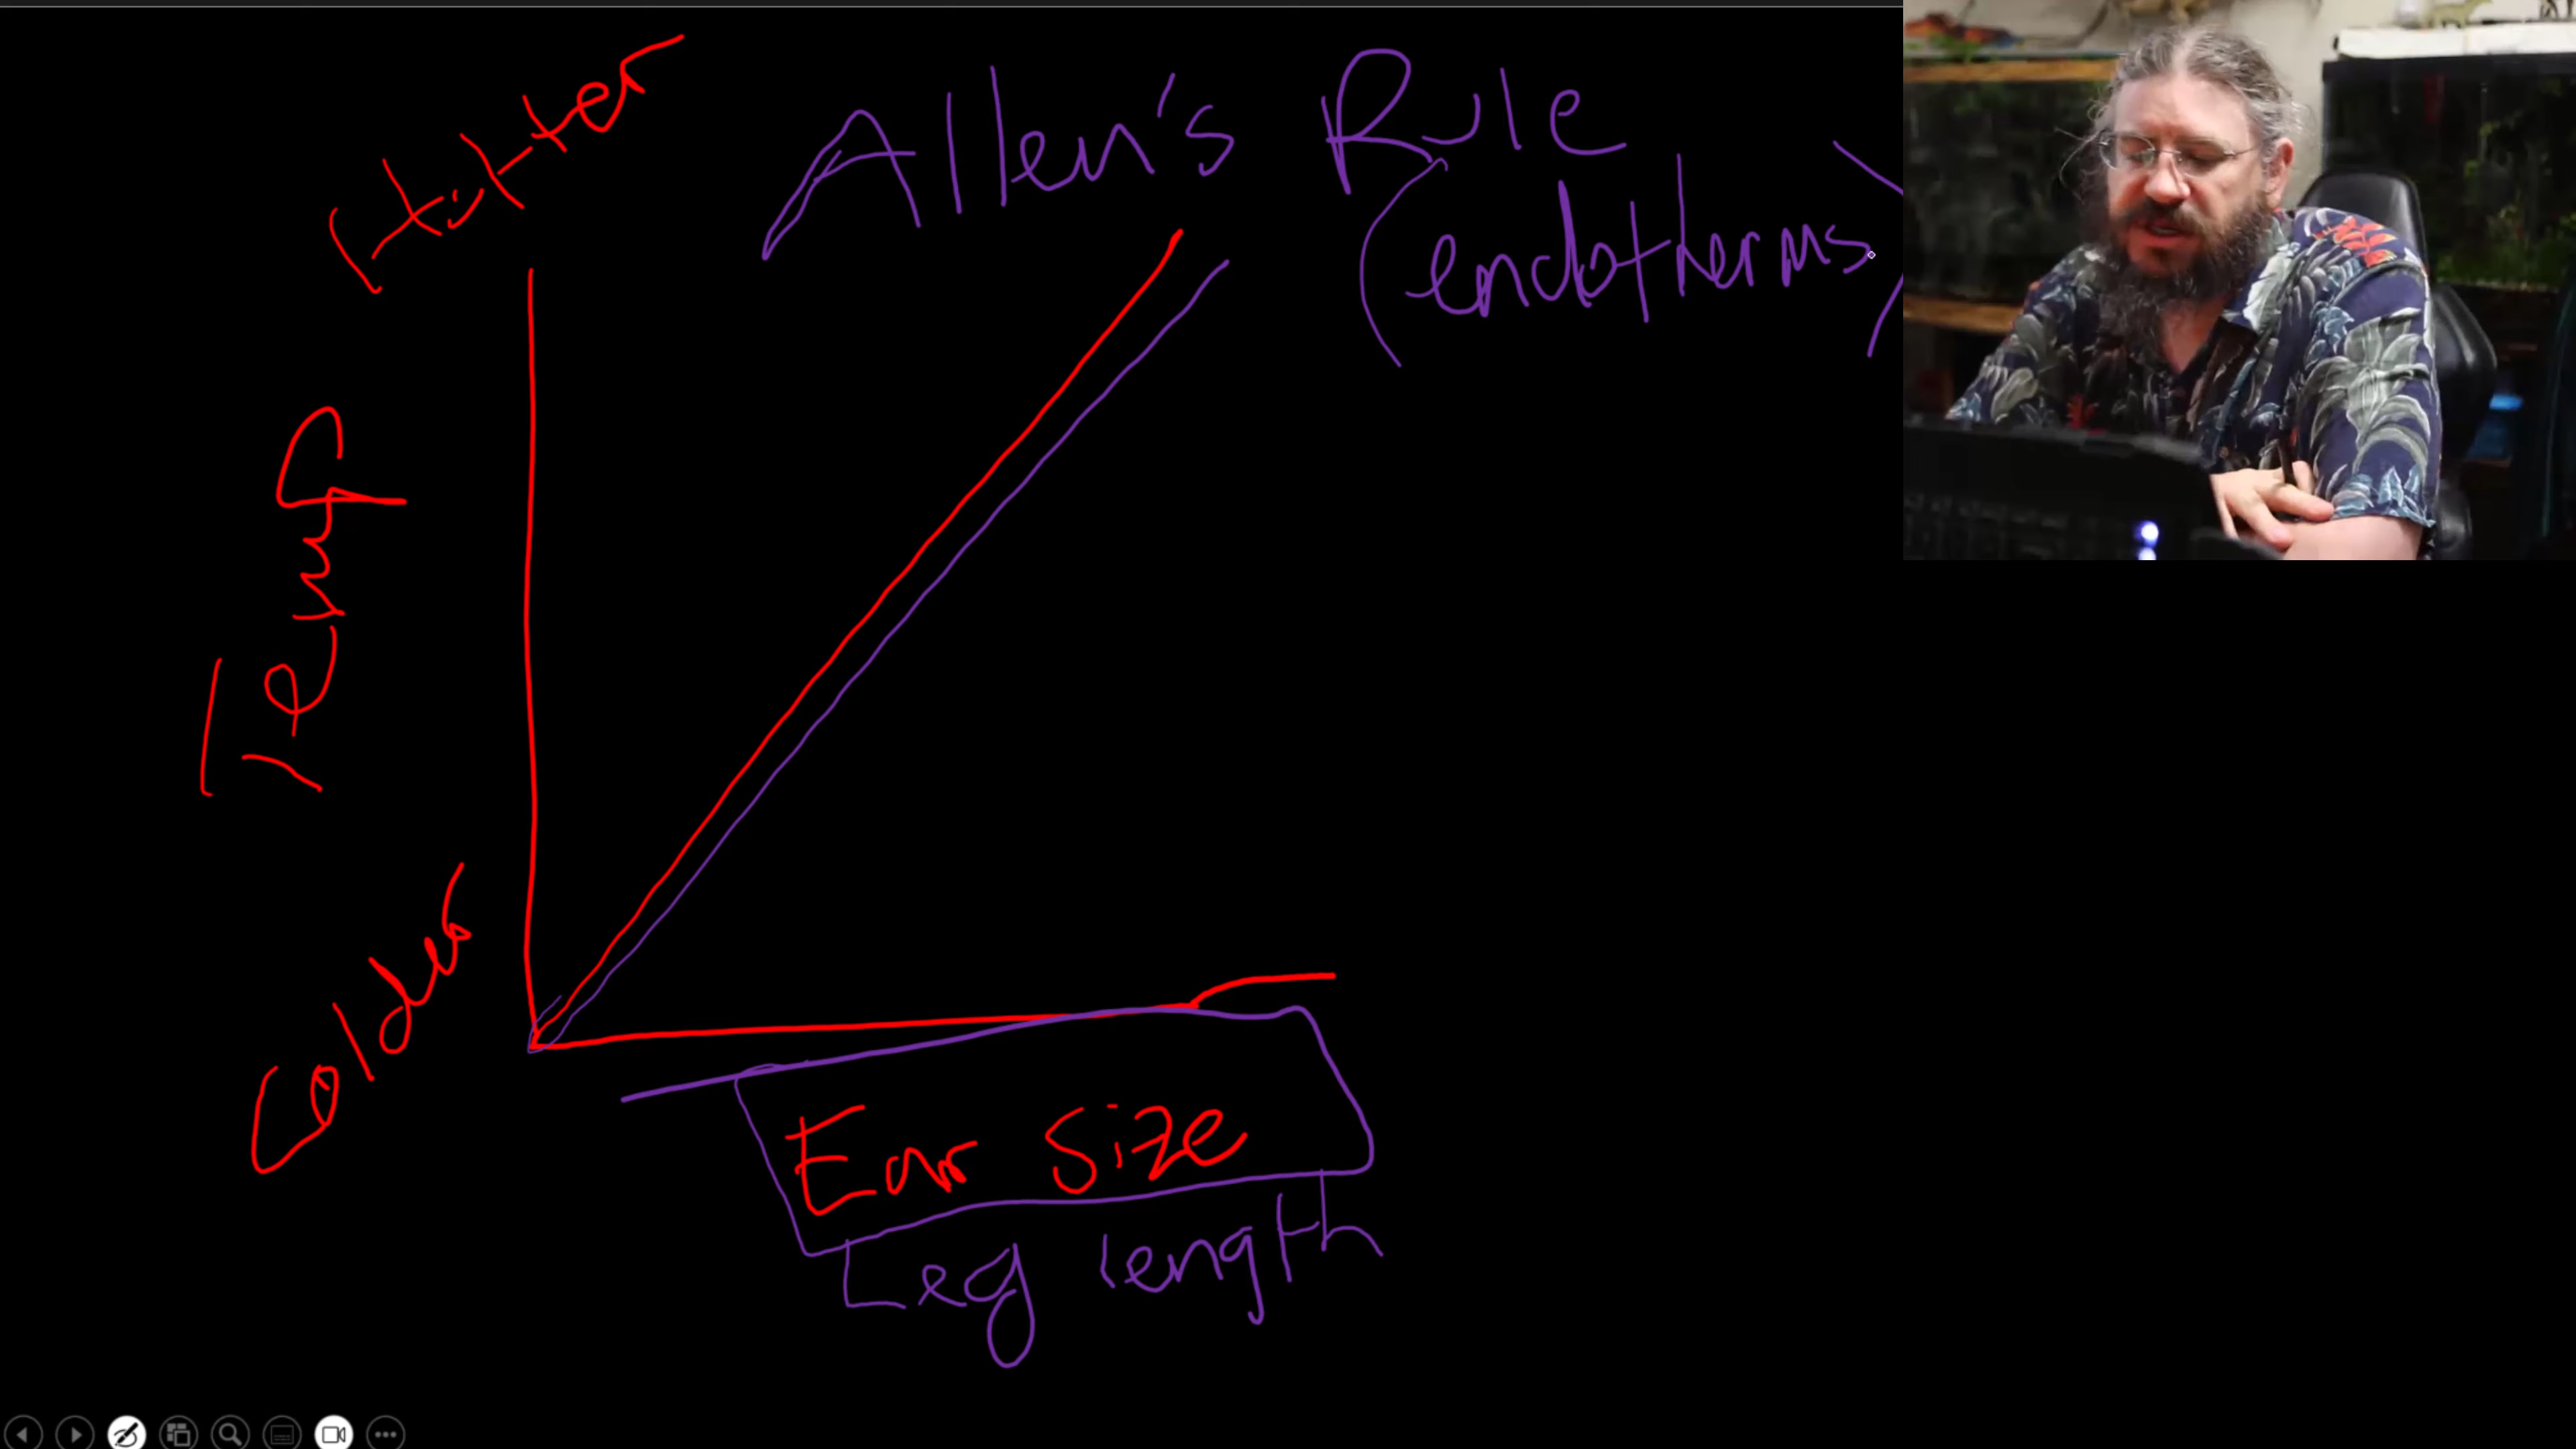 Hotter
Allen's Rule
(endotherms)
Temp
Colder
Ear Size
Leg length